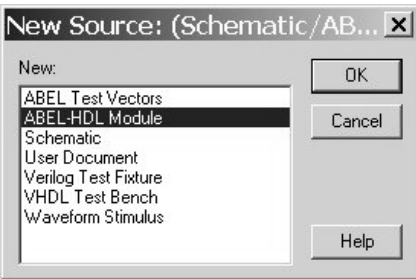 New Source: (Schematic/AB...
New:
OK
ABEL Test Vectors
ABEL-HDL Module
Cancel
Schematic
User Document
Verilog Test Fixture
VHDL Test Bench
Waveform Stimulus
Help